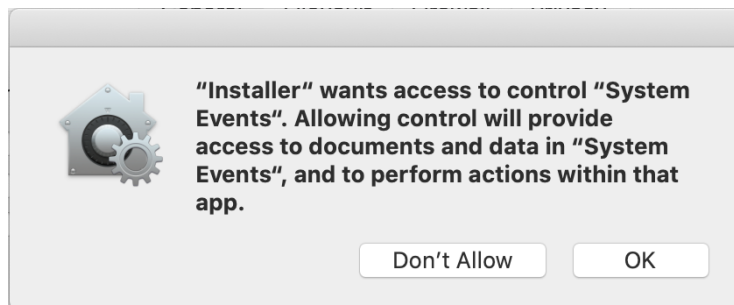 “Installer“ wants access to control “System
Events“. Allowing control will provide
access to documents and data in “System
Events“, and to perform actions within that
app.
Don’t Allow
OK